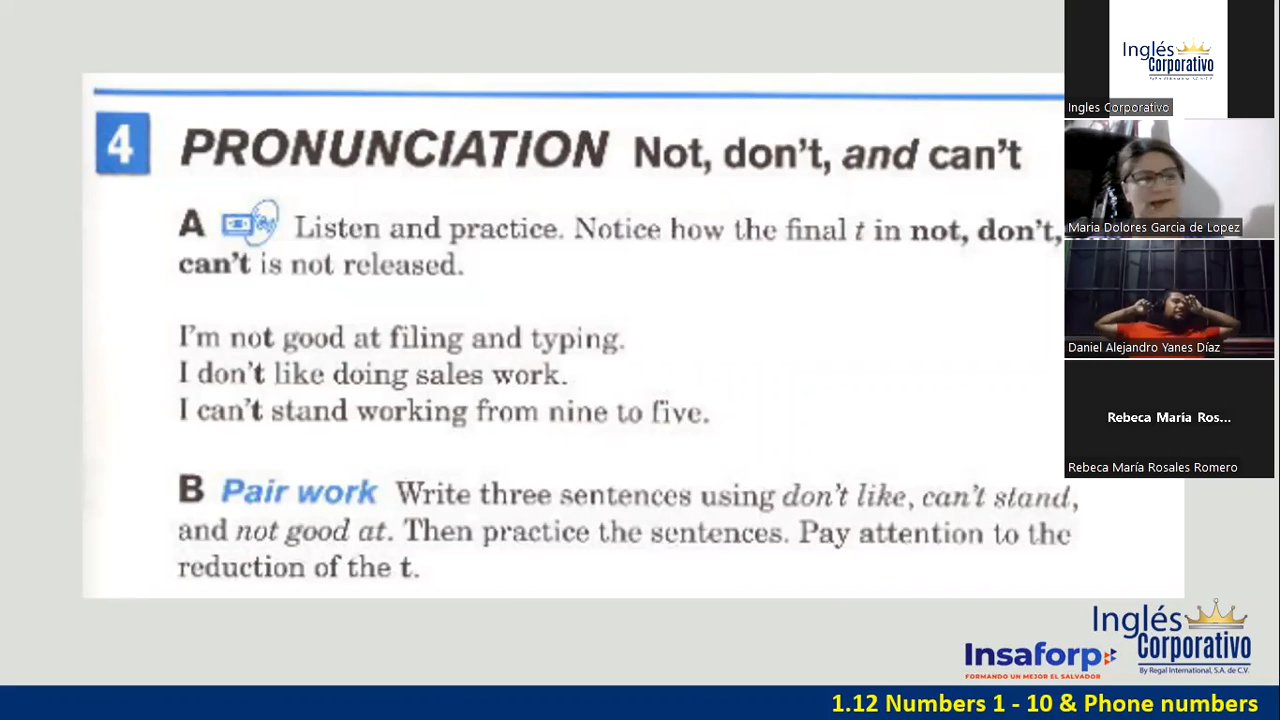 4 PRONUNCIATION Not, don't, and can't
A Listen and practice. Notice how the final t in not, don't,
can't is not released.
I'm not good at filing and typing.
I don't like doing sales work.
I can't stand working from nine to five.
B Pair work Write three sentences using don't like, can't stand,
and not good at. Then practice the sentences. Pay attention to the
reduction of the t.
Inglés
Corporativo
Ingles Corporativo
Maria Dolores Garcia de Lopez
Daniel Alejandro Yanes Díaz
Rebeca María Ros...
Rebeca María Rosales Romero
Insaforp
FORMANDO UN MEJOR EL SALVADOR
Inglés
Corporativo
By Regal International, S.A. de C.V.
1.12 Numbers 1 - 10 & Phone numbers